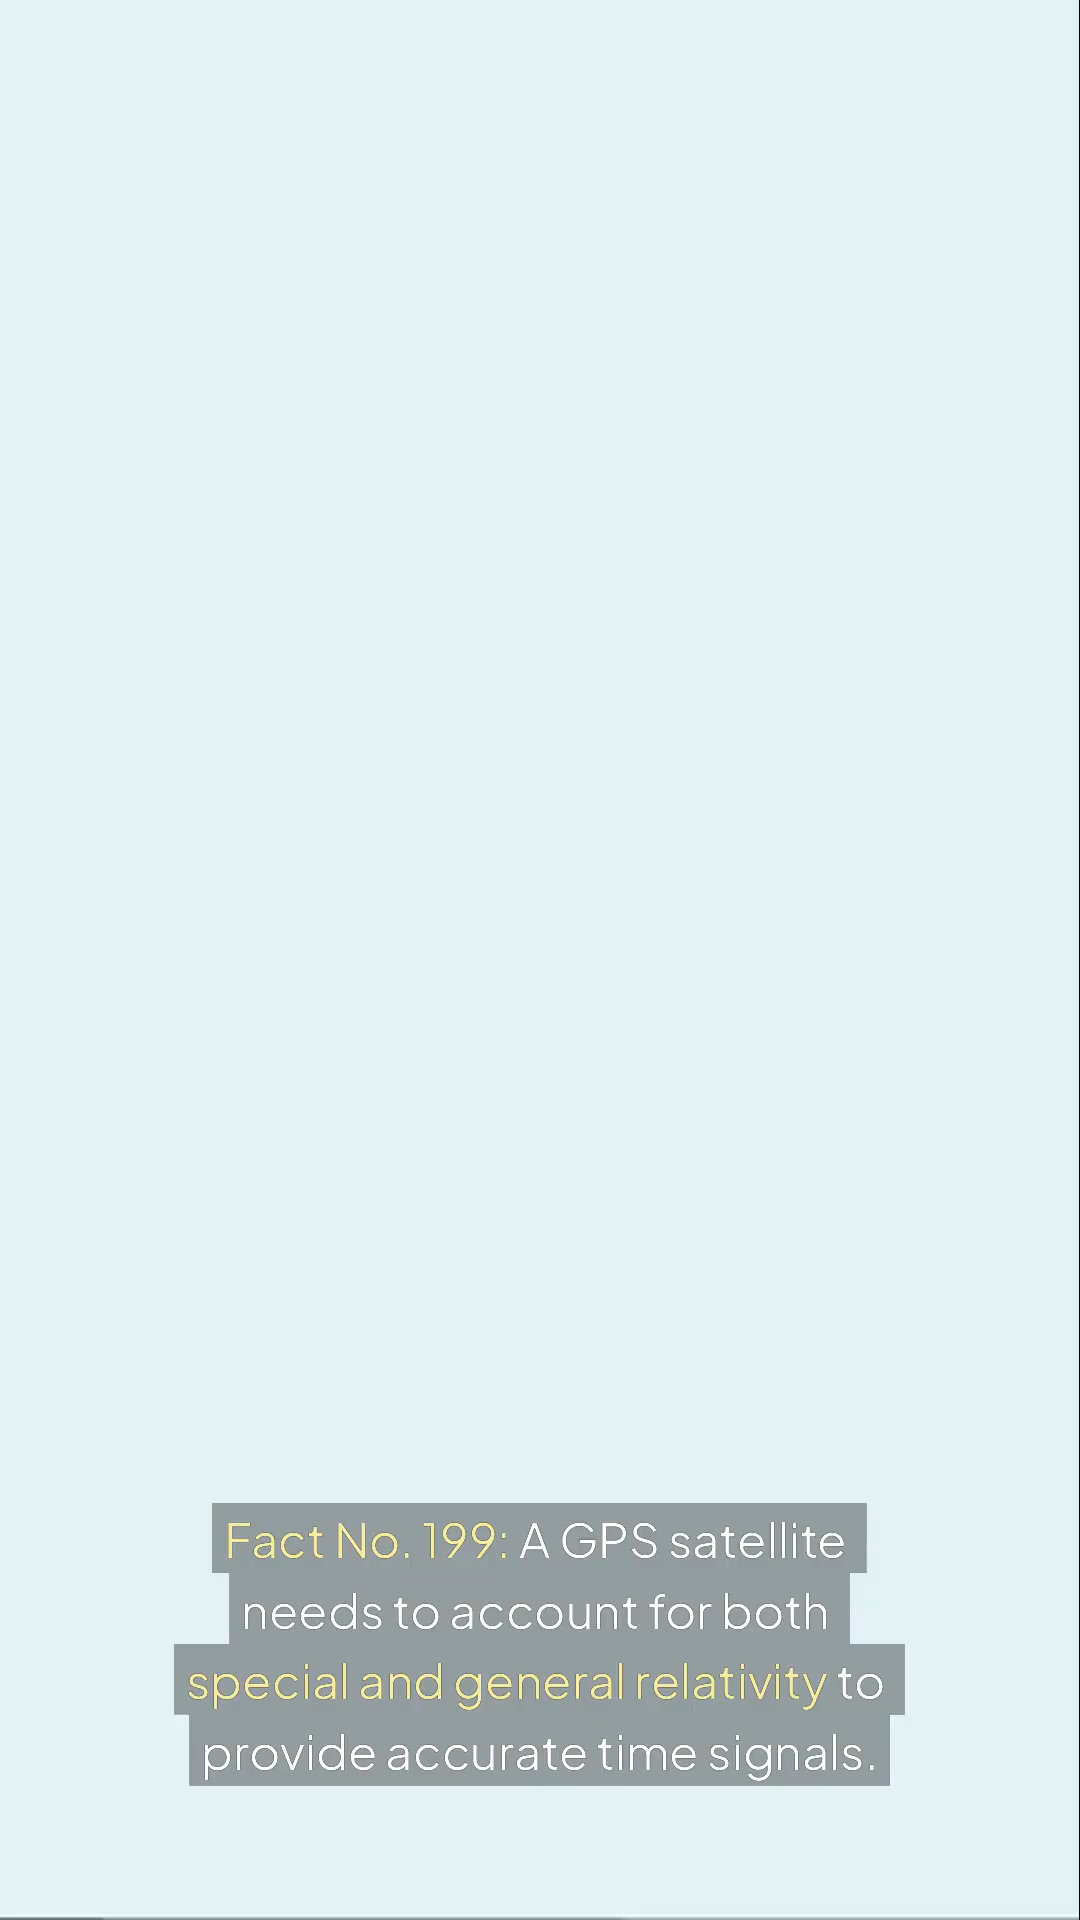 Fact No. 199: A GPS satellite
needs to account for both
special and general relativity to
provide accurate time signals.